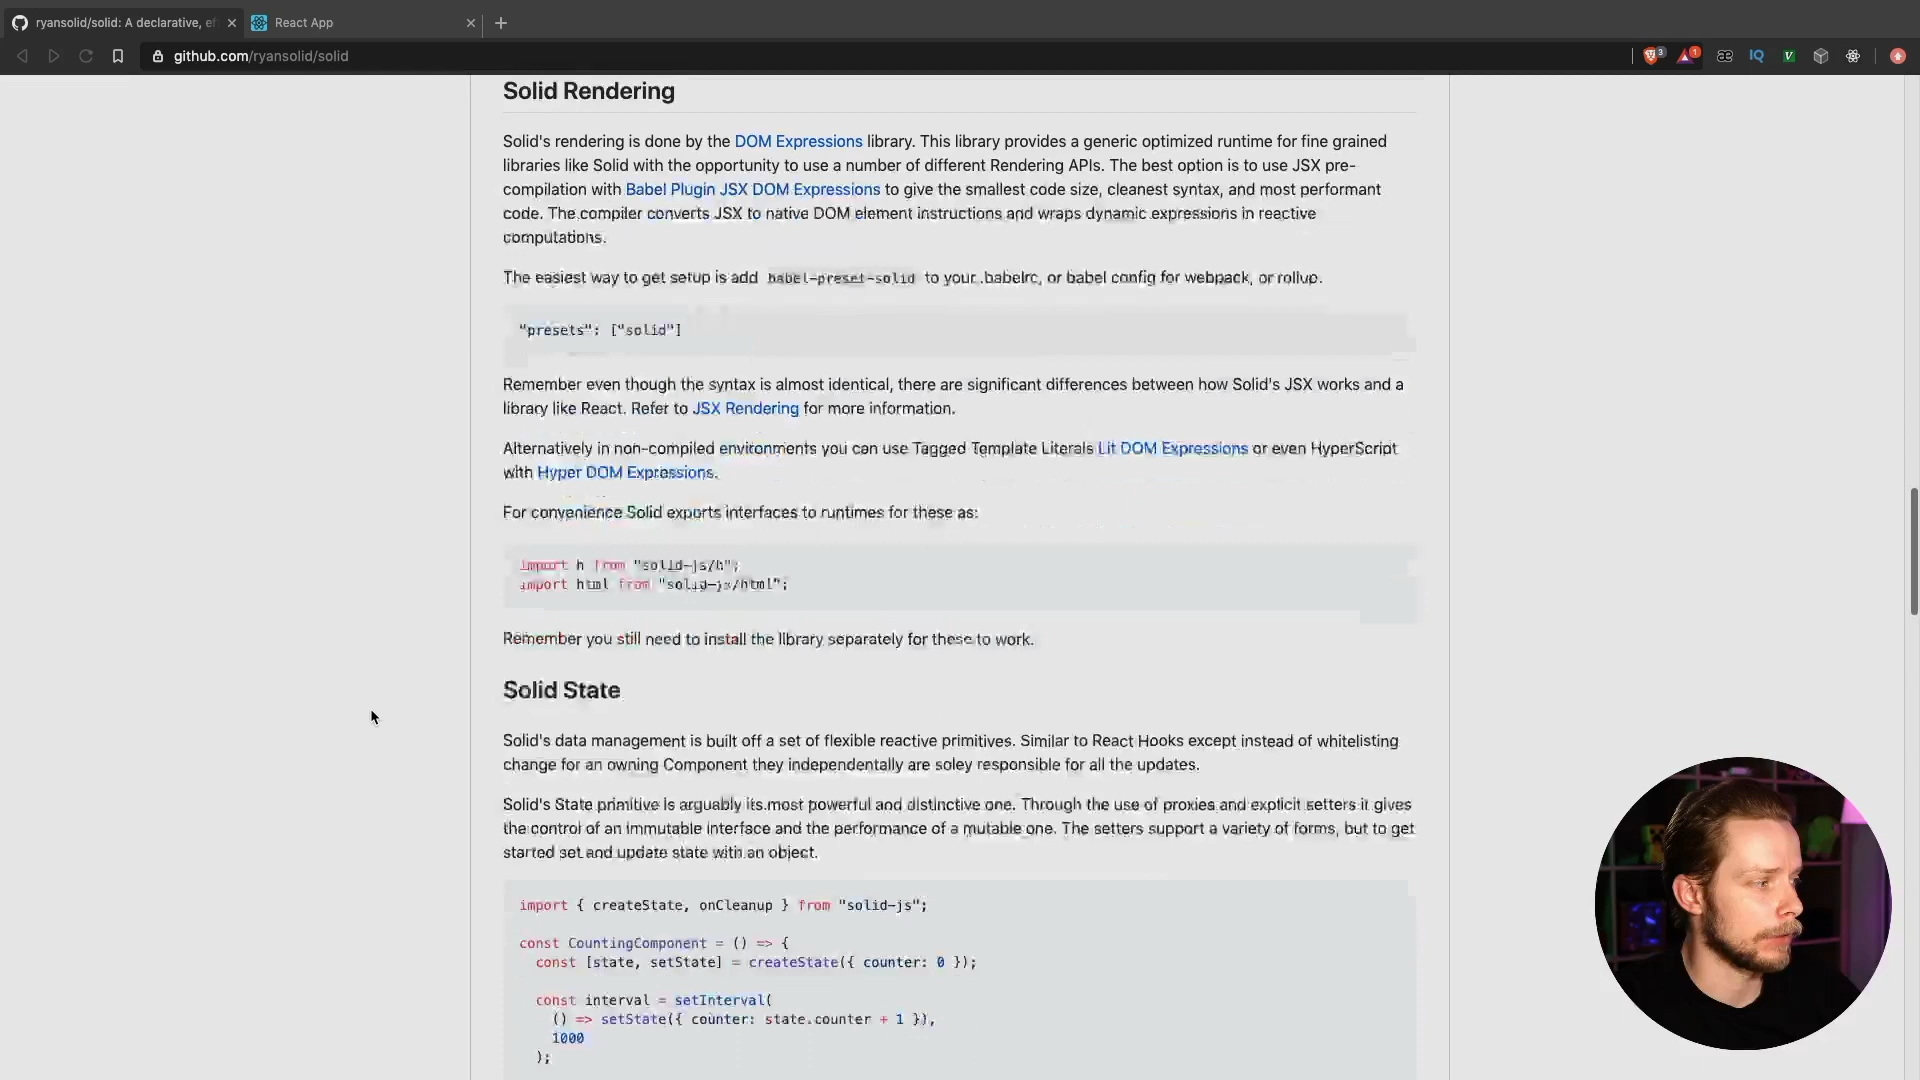 ryansolid/solid: A declarative, ef
React App
github.com/ryansolid/solid
3
1
æ
IQ
V
Solid Rendering
Solid's rendering is done by the DOM Expressions library. This library provides a generic optimized runtime for fine grained
libraries like Solid with the opportunity to use a number of different Rendering APIs. The best option is to use JSX pre-
compilation with Babel Plugin JSX DOM Expressions to give the smallest code size, cleanest syntax, and most performant
code. The compiler converts JSX to native DOM element instructions and wraps dynamic expressions in reactive
computations.
The easiest way to get setup is add babel-preset-solid to your .babelrc, or babel config for webpack, or rollup.
"presets": ["solid"]
Remember even though the syntax is almost identical, there are significant differences between how Solid's JSX works and a
library like React. Refer to JSX Rendering for more information.
Alternatively in non-compiled environments you can use Tagged Template Literals Lit DOM Expressions or even HyperScript
with Hyper DOM Expressions.
For convenience Solid exports interfaces to runtimes for these as:
import h from "solid-js/h";
import html from "solid-js/html";
Remember you still need to install the library separately for these to work.
Solid State
Solid's data management is built off a set of flexible reactive primitives. Similar to React Hooks except instead of whitelisting
change for an owning Component they independently are soley responsible for all the updates.
Solid's State primitive is arguably its most powerful and distinctive one. Through the use of proxies and explicit setters it gives
the control of an immutable interface and the performance of a mutable one. The setters support a variety of forms, but to get
started set and update state with an object.
import { createState, onCleanup } from "solid-js";
const CountingComponent = () => {
const [state, setState] = createState({ counter: 0 });
const interval = setInterval(
() => setState({ counter: state.counter + 1 }),
1000
);